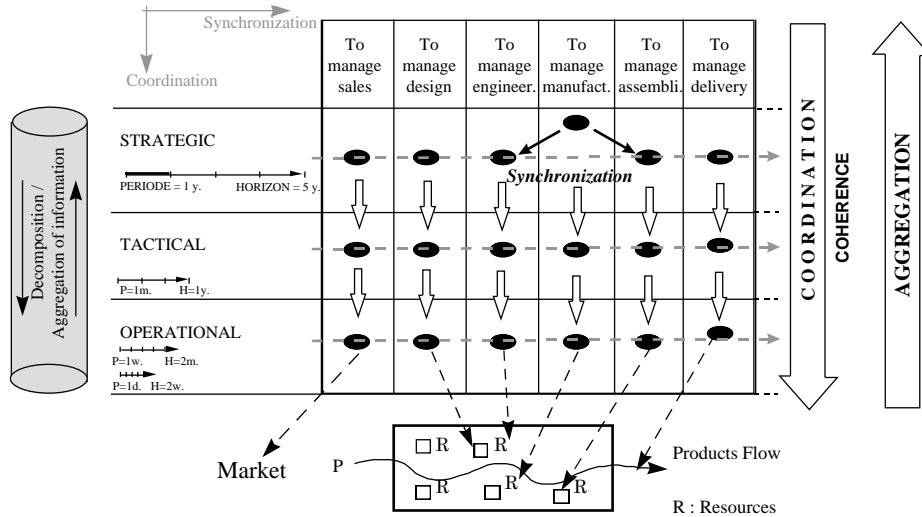 Synchronization
Coordination
To
manage
sales
To
manage
design
To
manage
engineer.
To
manage
manufact.
To
manage
assembli.
To
manage
delivery
STRATEGIC
PERIODE = 1 y.
HORIZON = 5 y.
Synchronization
TACTICAL
P=1m.
H=1y.
OPERATIONAL
P=1w.
H=2m.
P=1d.
H=2w.
Decomposition /
Aggregation of information
COORDINATION
COHERENCE
AGGREGATION
Market
P
R
R
R
R
R
Products Flow
R : Resources